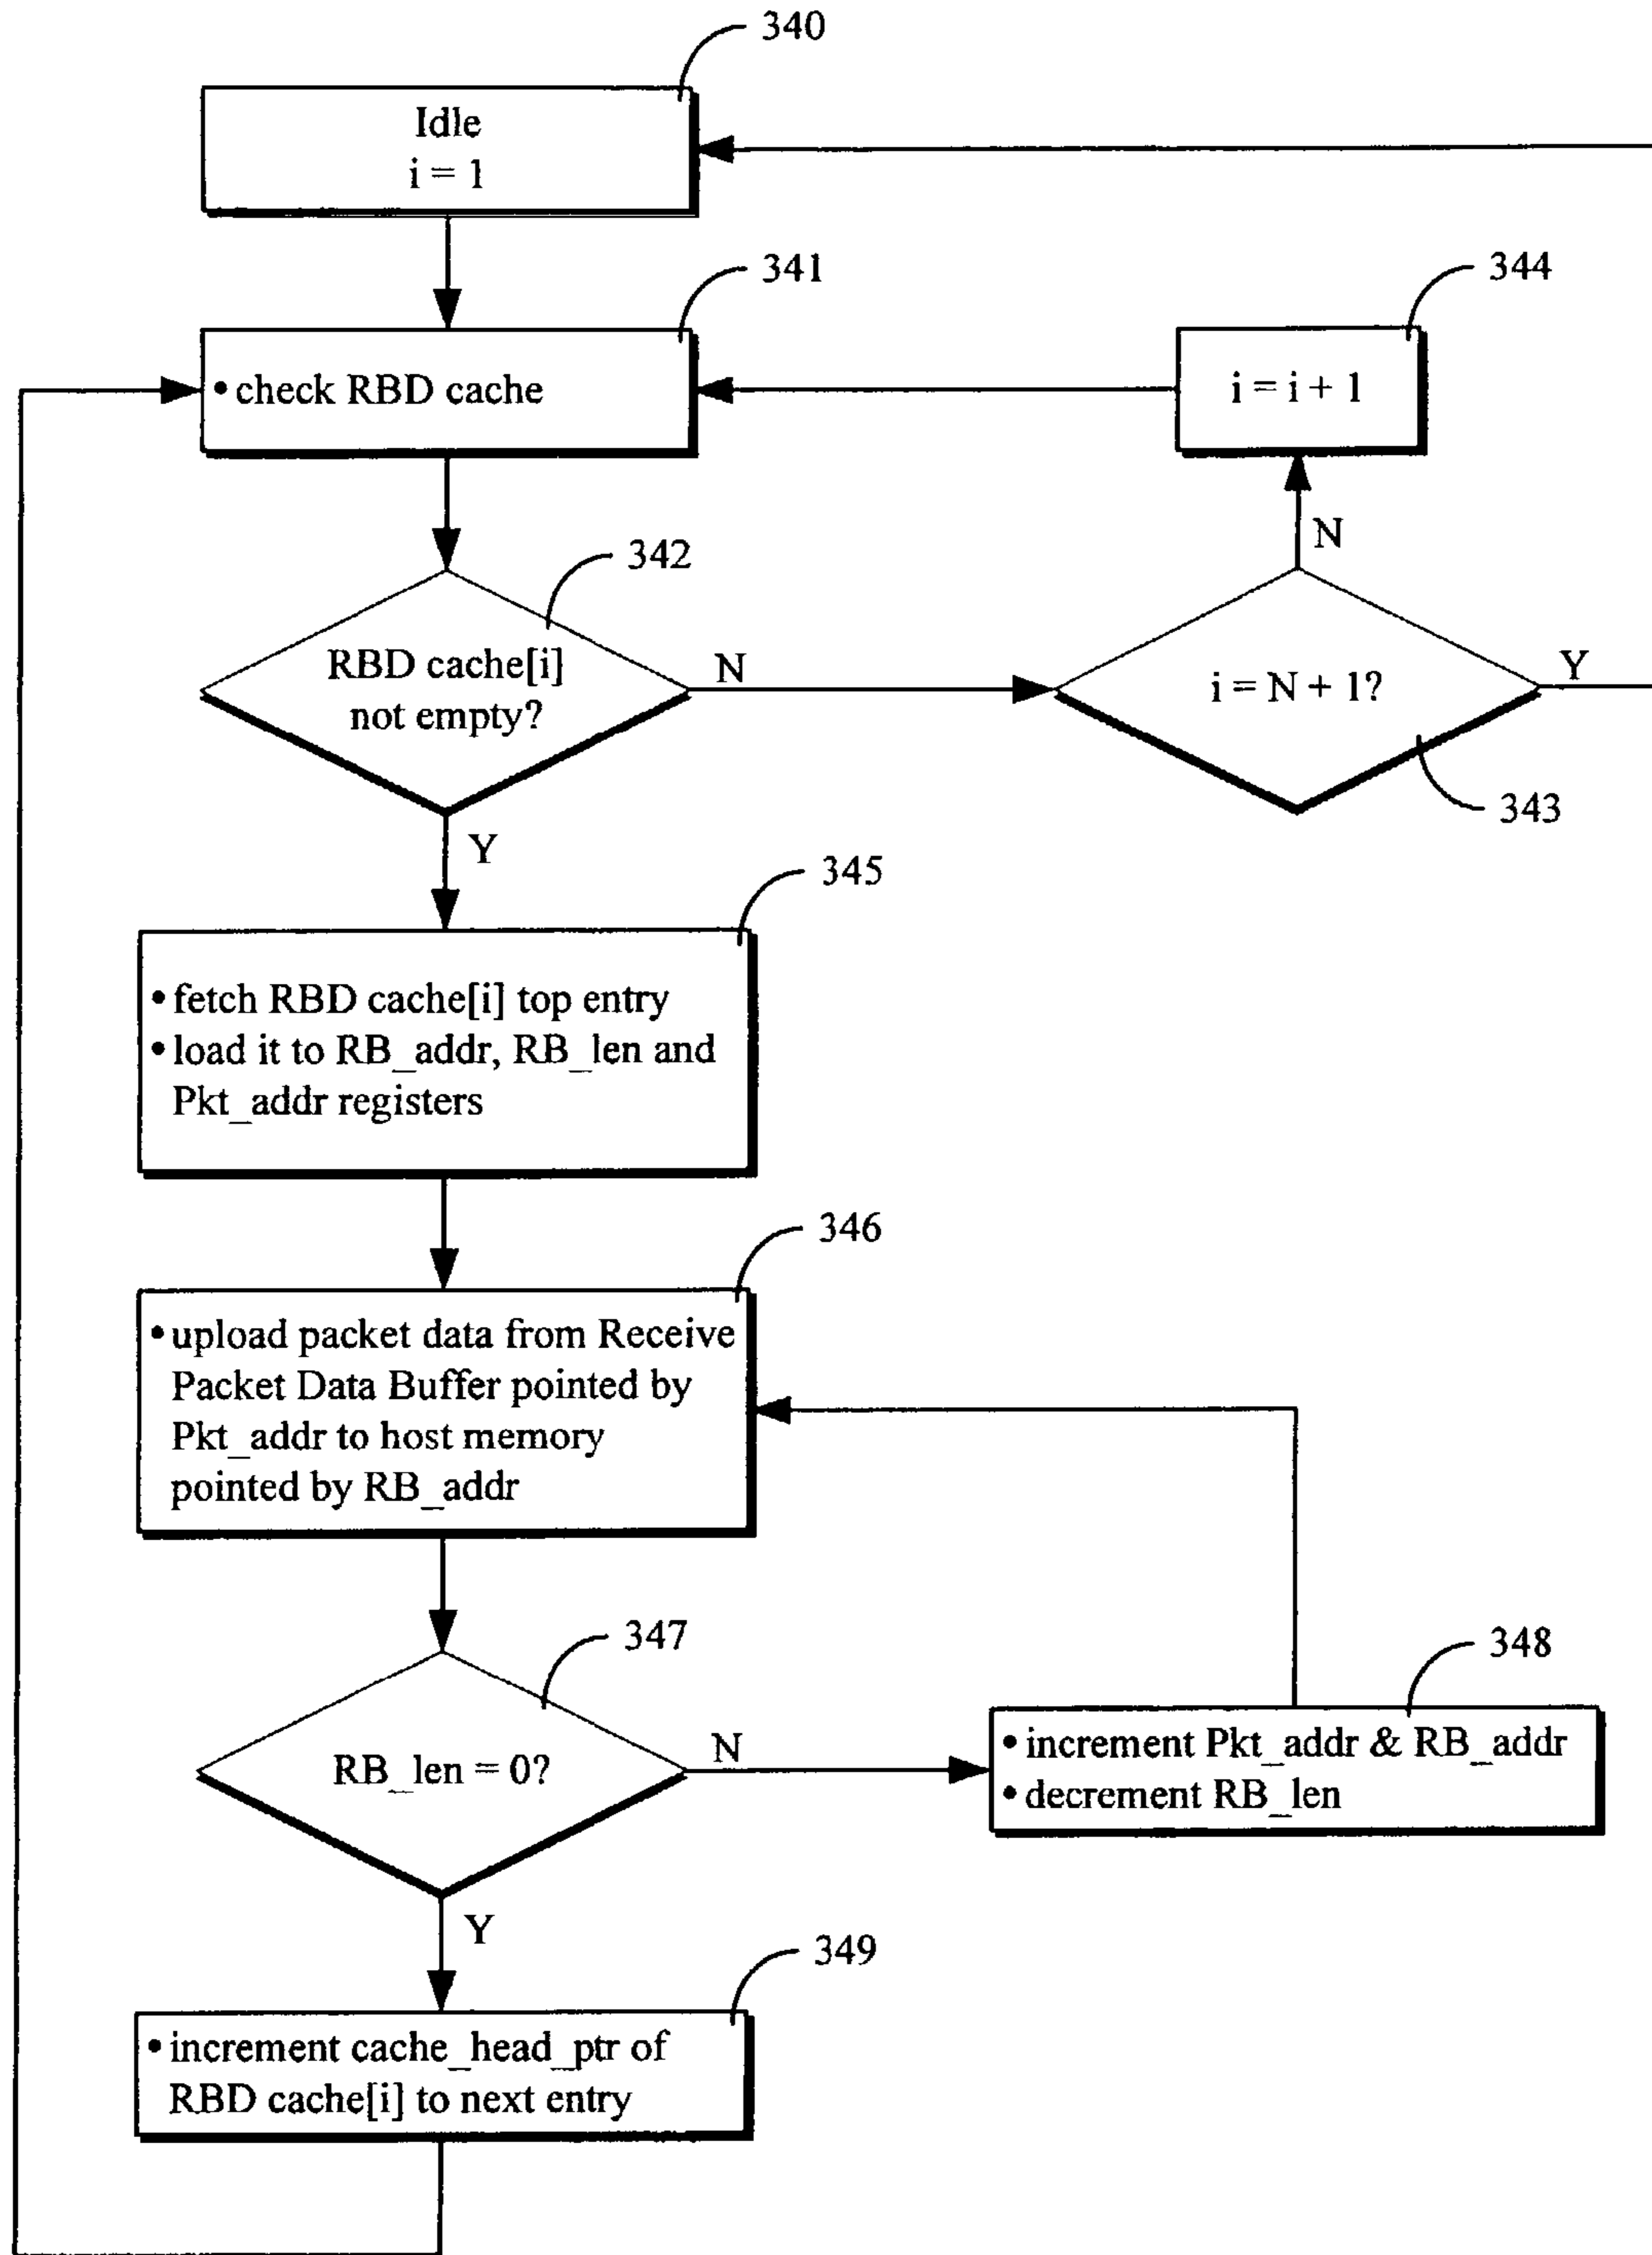 340
Idle
i = 1
341
• check RBD cache
344
i = i + 1
342
RBD cache[i]
not empty?
N
N
i = N + 1?
Y
343
Y
345
• fetch RBD cache[i] top entry
• load it to RB_addr, RB_len and
Pkt_addr registers
346
• upload packet data from Receive
Packet Data Buffer pointed by
Pkt_addr to host memory
pointed by RB_addr
347
RB_len = 0?
N
348
• increment Pkt_addr & RB_addr
• decrement RB_len
Y
349
• increment cache_head_ptr of
RBD cache[i] to next entry